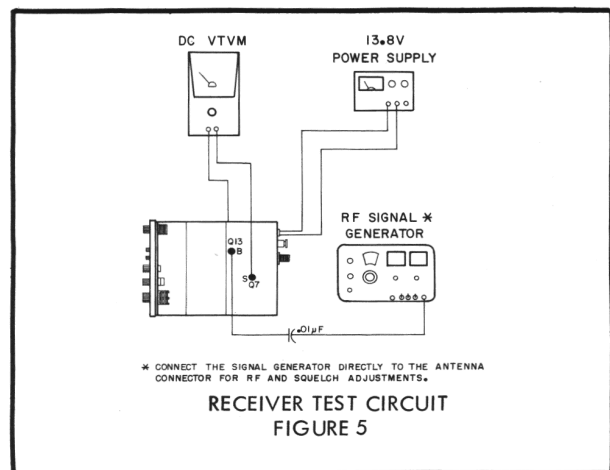 DC VTVM
13.8V
POWER SUPPLY
RF SIGNAL *
GENERATOR
Q13
B
S
Q7
.01µF
* CONNECT THE SIGNAL GENERATOR DIRECTLY TO THE ANTENNA
CONNECTOR FOR RF AND SQUELCH ADJUSTMENTS.
RECEIVER TEST CIRCUIT
FIGURE 5